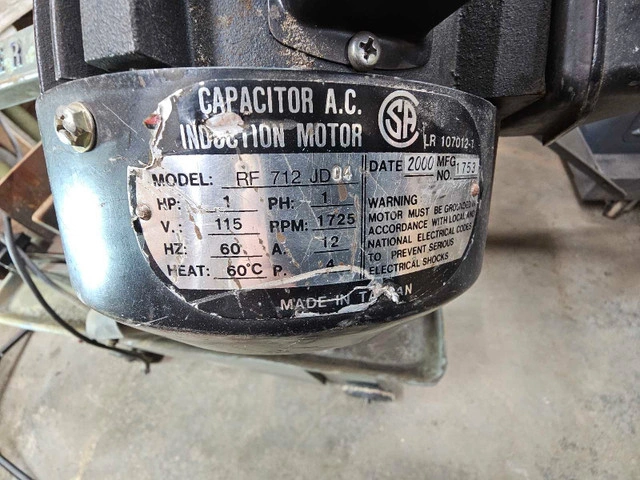 CAPACITOR A.C.
INDUCTION MOTOR
CSA
LR 107012-1
MODEL: RF 712 JD04
HP: 1 PH: 1
V.: 115 RPM: 1725
HZ: 60 A: 12
HEAT: 60°C P. 4
DATE 2000 MFG. NO. 1753
WARNING
MOTOR MUST BE GROUNDED IN
ACCORDANCE WITH LOCAL AND
NATIONAL ELECTRICAL CODES
TO PREVENT SERIOUS
ELECTRICAL SHOCKS
MADE IN TAIWAN